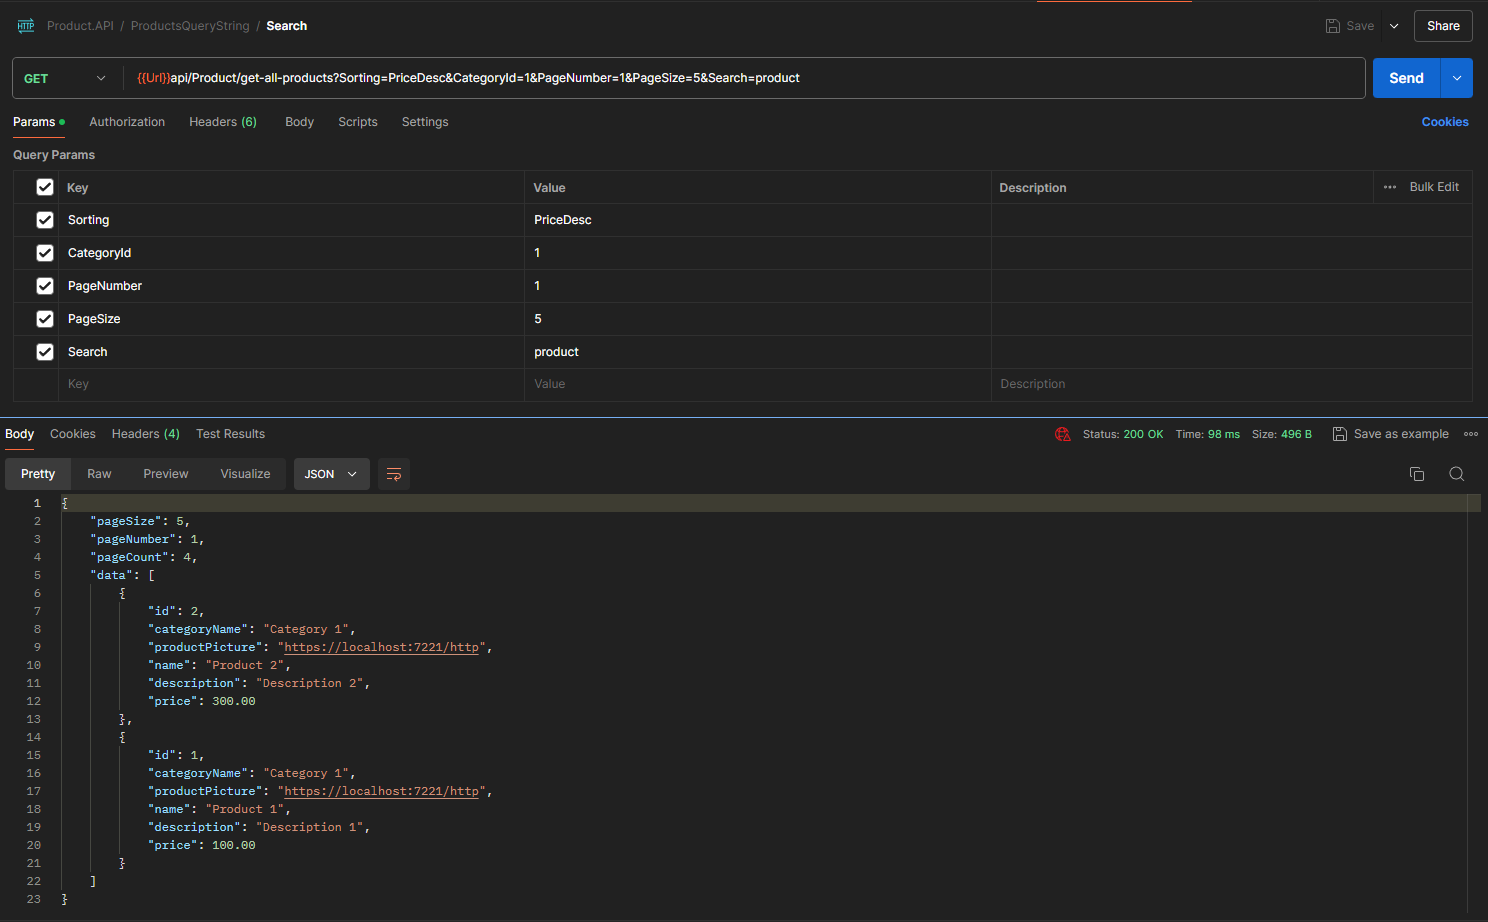 HTTP Product.API / ProductsQueryString / Search Save Share
GET {{Url}}api/Product/get-all-products?Sorting=PriceDesc&CategoryId=1&PageNumber=1&PageSize=5&Search=product Send
Params Authorization Headers (6) Body Scripts Settings Cookies
Query Params
Key Value Description ... Bulk Edit
Sorting PriceDesc
CategoryId 1
PageNumber 1
PageSize 5
Search product
Key Value Description
Body Cookies Headers (4) Test Results Status: 200 OK Time: 98 ms Size: 496 B Save as example
Pretty Raw Preview Visualize JSON
1 {
2 "pageSize": 5,
3 "pageNumber": 1,
4 "pageCount": 4,
5 "data": [
6 {
7 "id": 2,
8 "categoryName": "Category 1",
9 "productPicture": "https://localhost:7221/http",
10 "name": "Product 2",
11 "description": "Description 2",
12 "price": 300.00
13 },
14 {
15 "id": 1,
16 "categoryName": "Category 1",
17 "productPicture": "https://localhost:7221/http",
18 "name": "Product 1",
19 "description": "Description 1",
20 "price": 100.00
21 }
22 ]
23 }